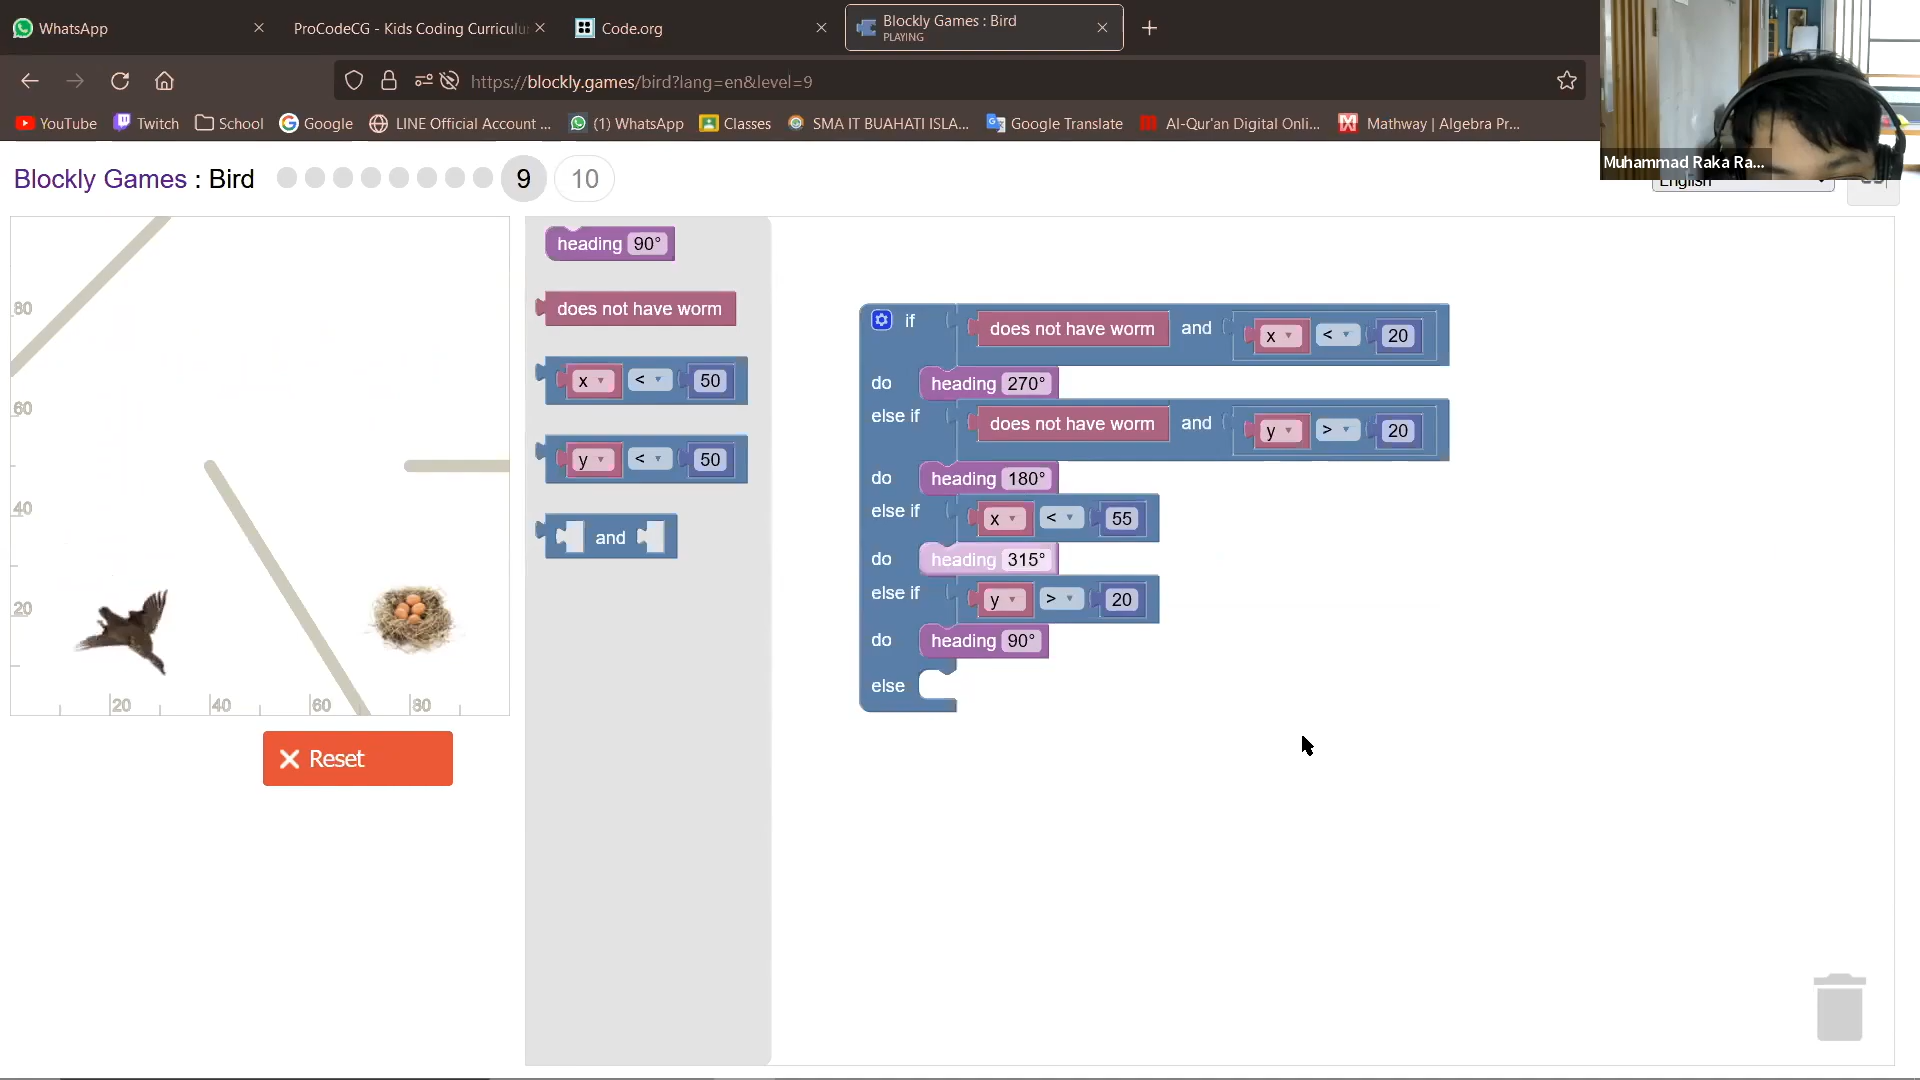 WhatsApp
ProCodeCG - Kids Coding Curriculu
Code.org
Blockly Games : Bird
PLAYING
https://blockly.games/bird?lang=en&level=9
YouTube
Twitch
School
Google
LINE Official Account ...
(1) WhatsApp
Classes
SMA IT BUAHATI ISLA...
Google Translate
Al-Qur'an Digital Onli...
Mathway | Algebra Pr...
Muhammad Raka Ra...
English
Blockly Games : Bird
9
10
80
60
40
20
20
40
60
80
Reset
heading 90°
does not have worm
x < 50
y < 50
and
if does not have worm and x < 20
do heading 270°
else if does not have worm and y > 20
do heading 180°
else if x < 55
do heading 315°
else if y > 20
do heading 90°
else